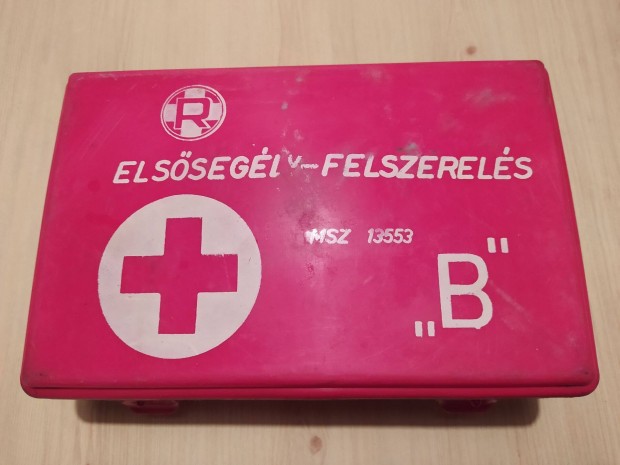 R
ELSŐSEGÉLY-FELSZERELÉS
MSZ 13553
„B"